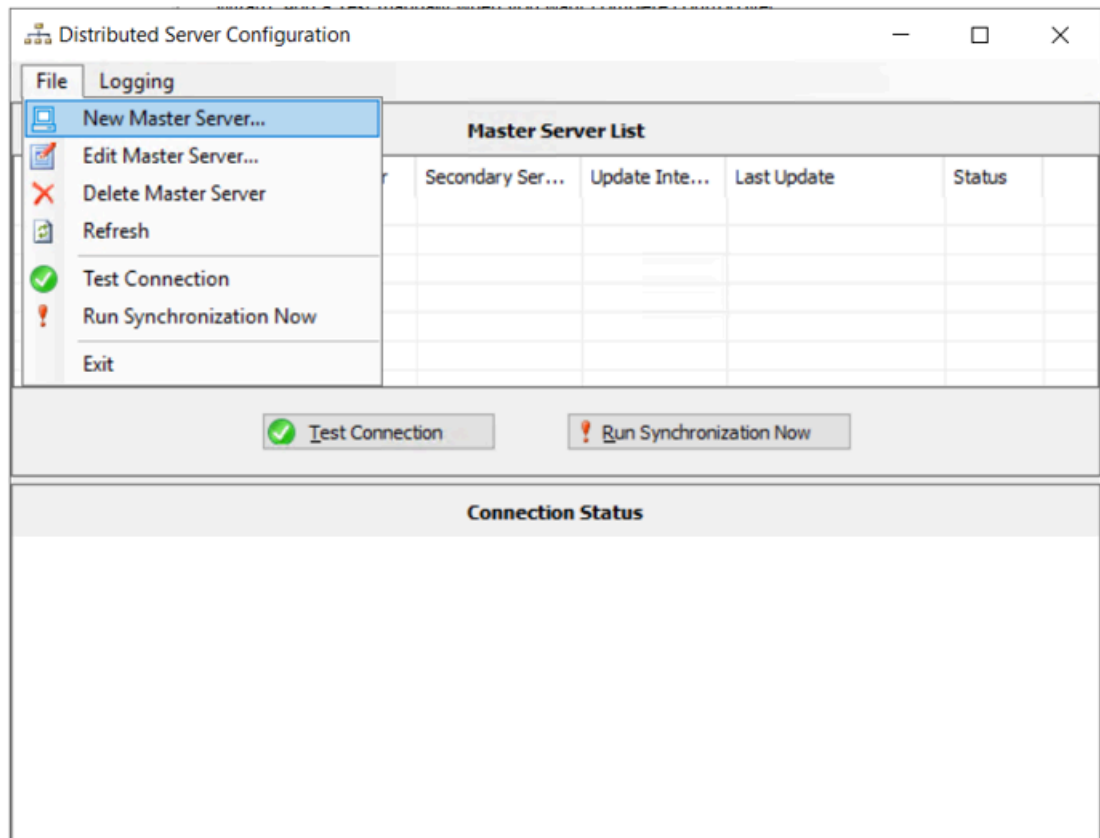 Distributed Server Configuration
File Logging
New Master Server...
Edit Master Server...
Delete Master Server
Refresh
Test Connection
Run Synchronization Now
Exit
Master Server List
r Secondary Ser... Update Inte... Last Update Status
Test Connection Run Synchronization Now
Connection Status